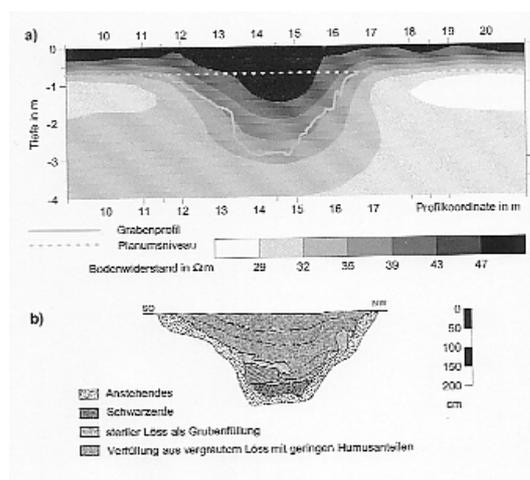 a)
10 11 12 13 14 15 16 17 19 20
0
-1
-2
-3
-4
Tiefe in m
10 11 12 13 14 15 16 17 Profilkoordinate in m
Grabenprofil
Planumsniveau
Bodenwiderstand in Ωm 29 32 35 39 43 47
b)
SO NW
0
50
100
150
200
cm
Anstehendes
Schwarzerde
steriler Löss als Grubenfüllung
Verfüllung aus vergrautem Löss mit geringen Humusanteilen